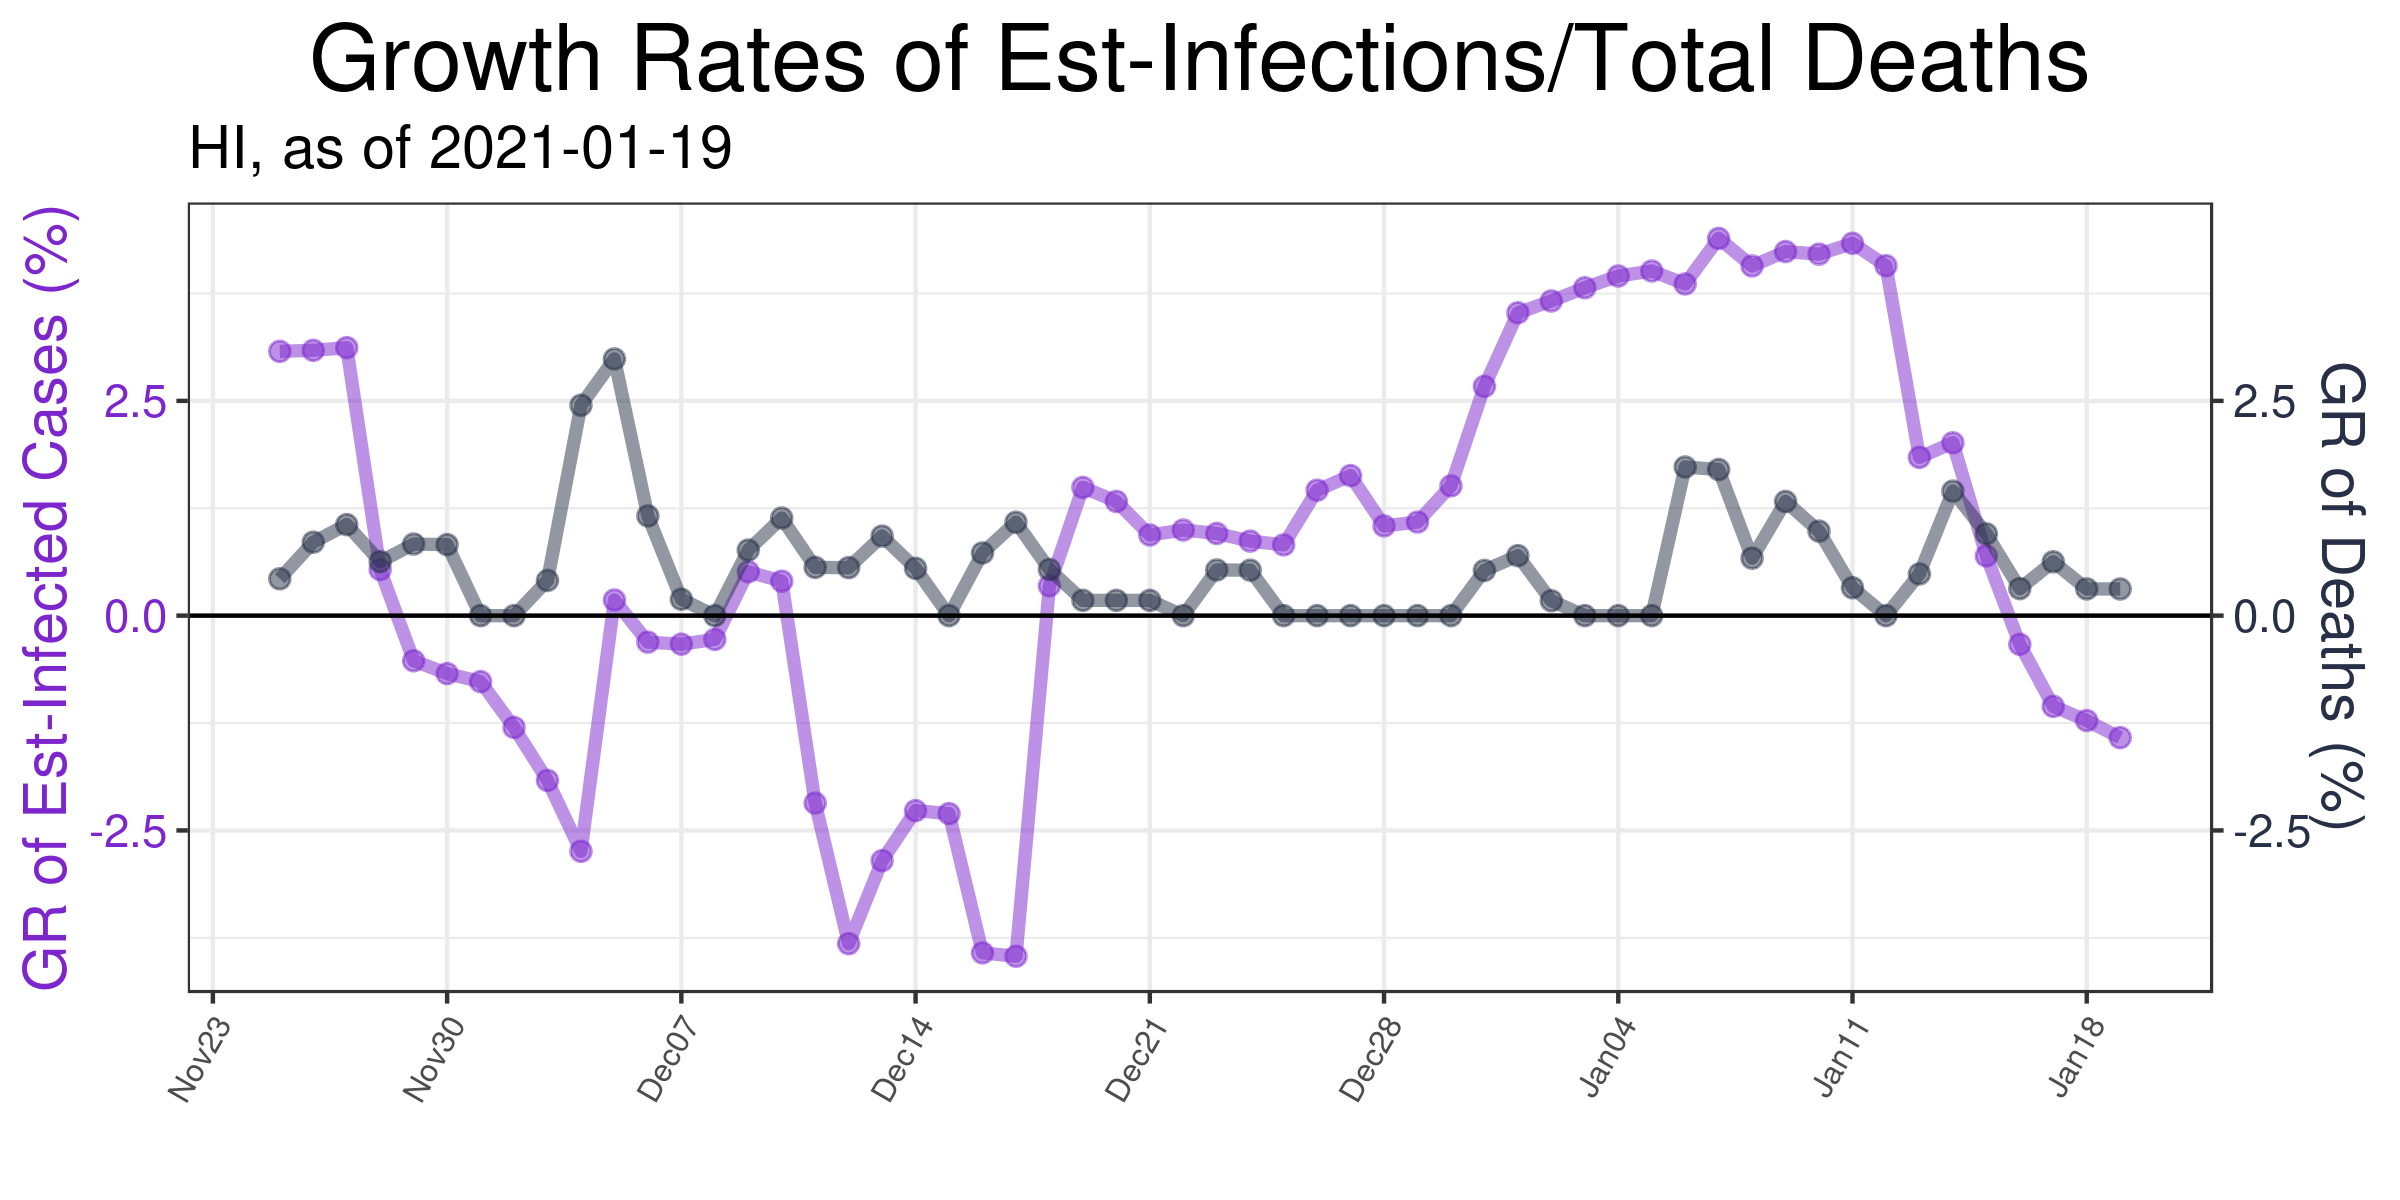 Growth Rates of Est-Infections/Total Deaths
HI, as of 2021-01-19
GR of Est-Infected Cases (%)
2.5
0.0
-2.5
2.5
0.0
-2.5
GR of Deaths (%)
Nov23
Nov30
Dec07
Dec14
Dec21
Dec28
Jan04
Jan11
Jan18